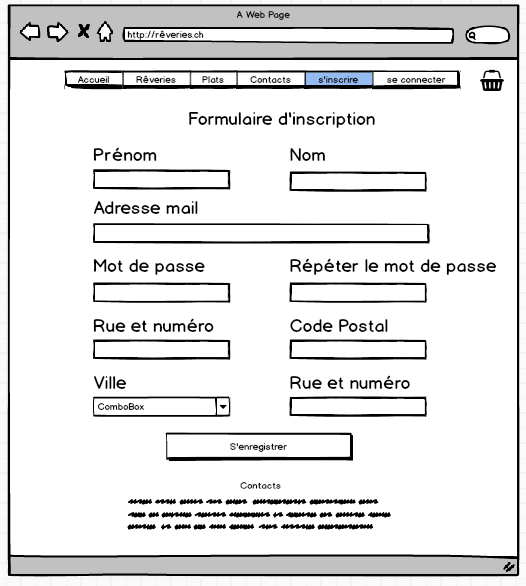 A Web Page
http://rêveries.ch
Accueil Rêveries Plats Contacts s'inscrire se connecter
Formulaire d'inscription
Prénom Nom
Adresse mail
Mot de passe Répéter le mot de passe
Rue et numéro Code Postal
Ville Rue et numéro
ComboBox
S'enregistrer
Contacts